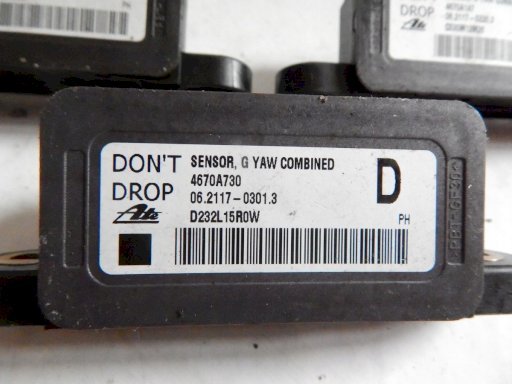 DON'T DROP
SENSOR, G YAW COMBINED
4670A730
06.2117-0301.3
D232L15R0W
D
Ate
PH
DROP